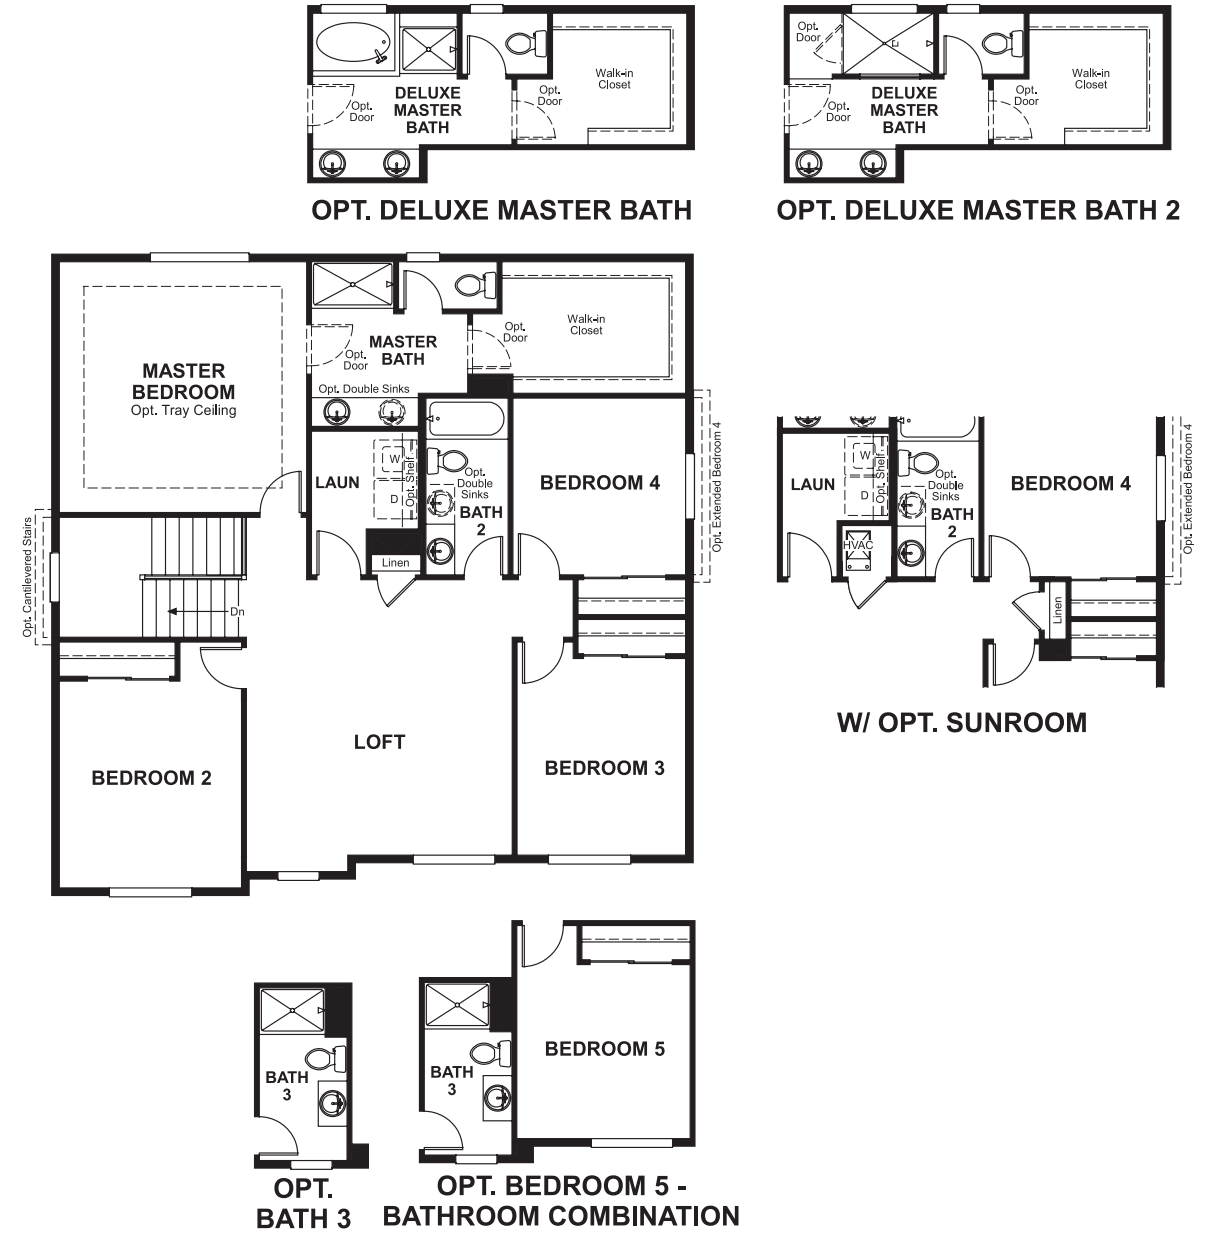 Opt.
Door
DELUXE
MASTER
BATH
Opt.
Door
Walk-in
Closet
OPT. DELUXE MASTER BATH
Opt.
Door
Opt.
Door
DELUXE
MASTER
BATH
Opt.
Door
Walk-in
Closet
OPT. DELUXE MASTER BATH 2
MASTER
BEDROOM
Opt. Tray Ceiling
Opt.
Door
MASTER
BATH
Opt. Double Sinks
Opt.
Door
Walk-in
Closet
LAUN
W
D
Opt. Shelf
Opt.
Double
Sinks
BATH
2
BEDROOM 4
Opt. Extended Bedroom 4
Opt. Cantilevered Stairs
Linen
Dn
LOFT
BEDROOM 2
BEDROOM 3
LAUN
W
D
Opt. Shelf
Opt.
Double
Sinks
BATH
2
BEDROOM 4
Opt. Extended Bedroom 4
HVAC
Linen
W/ OPT. SUNROOM
BATH
3
OPT.
BATH 3
BATH
3
BEDROOM 5
OPT. BEDROOM 5 -
BATHROOM COMBINATION